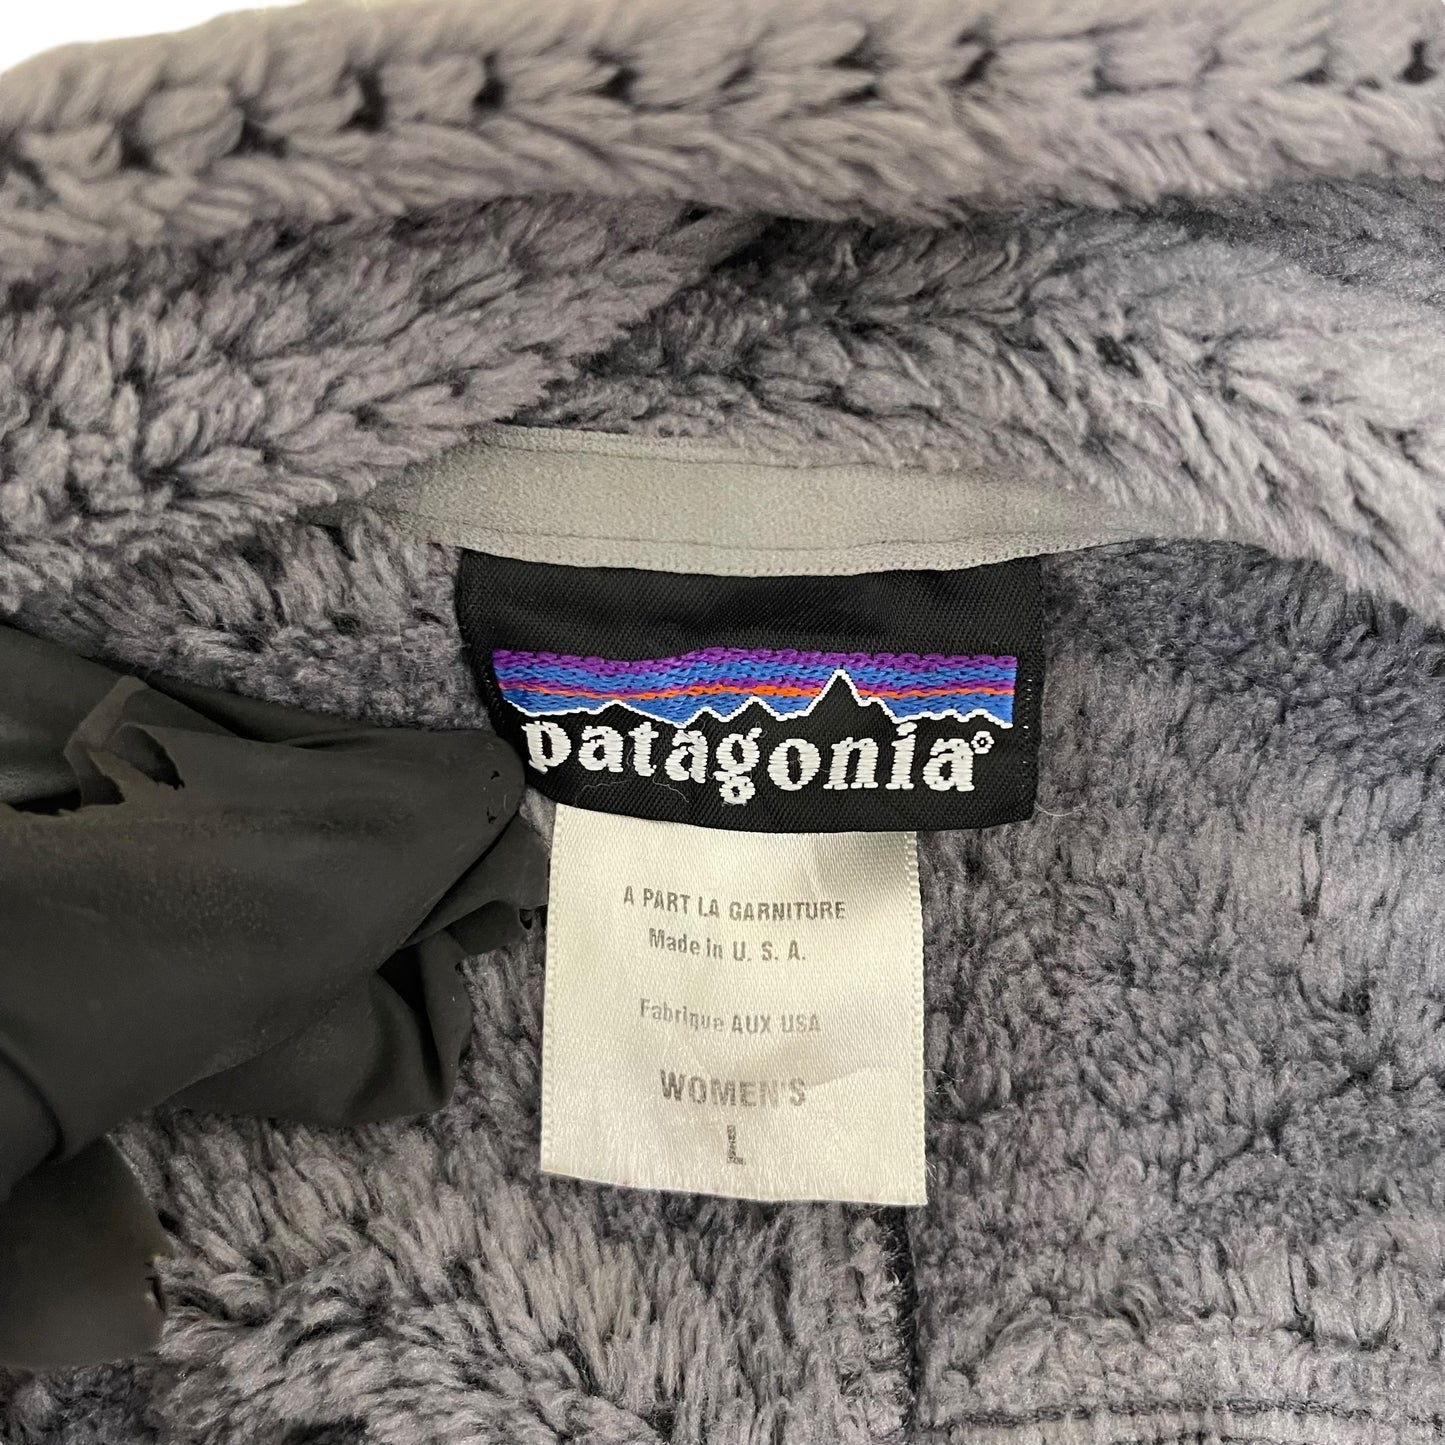 patagonia®
A PART LA GARNITURE
Made in U. S. A.
Fabrique AUX USA
WOMEN'S
L